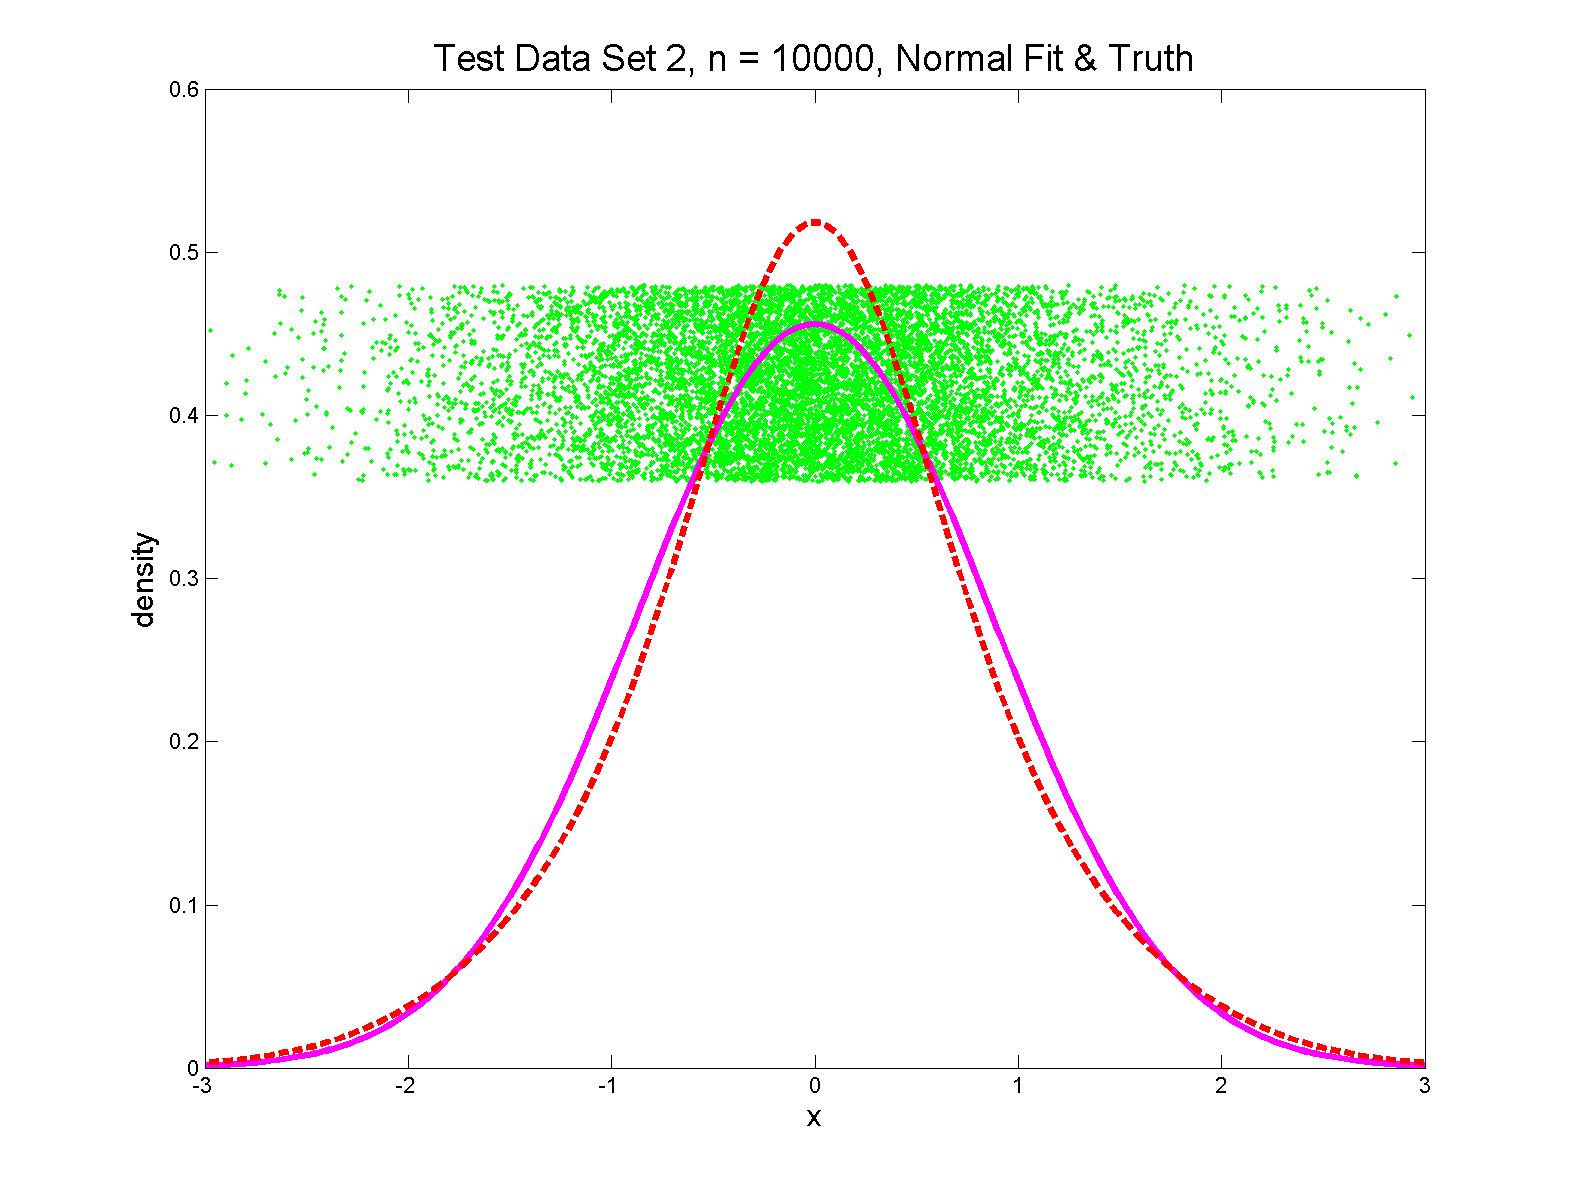 Test Data Set 2, n = 10000, Normal Fit & Truth
0.6
0.5
0.4
0.3
0.2
0.1
0
density
-3 -2 -1 0 1 2 3
x